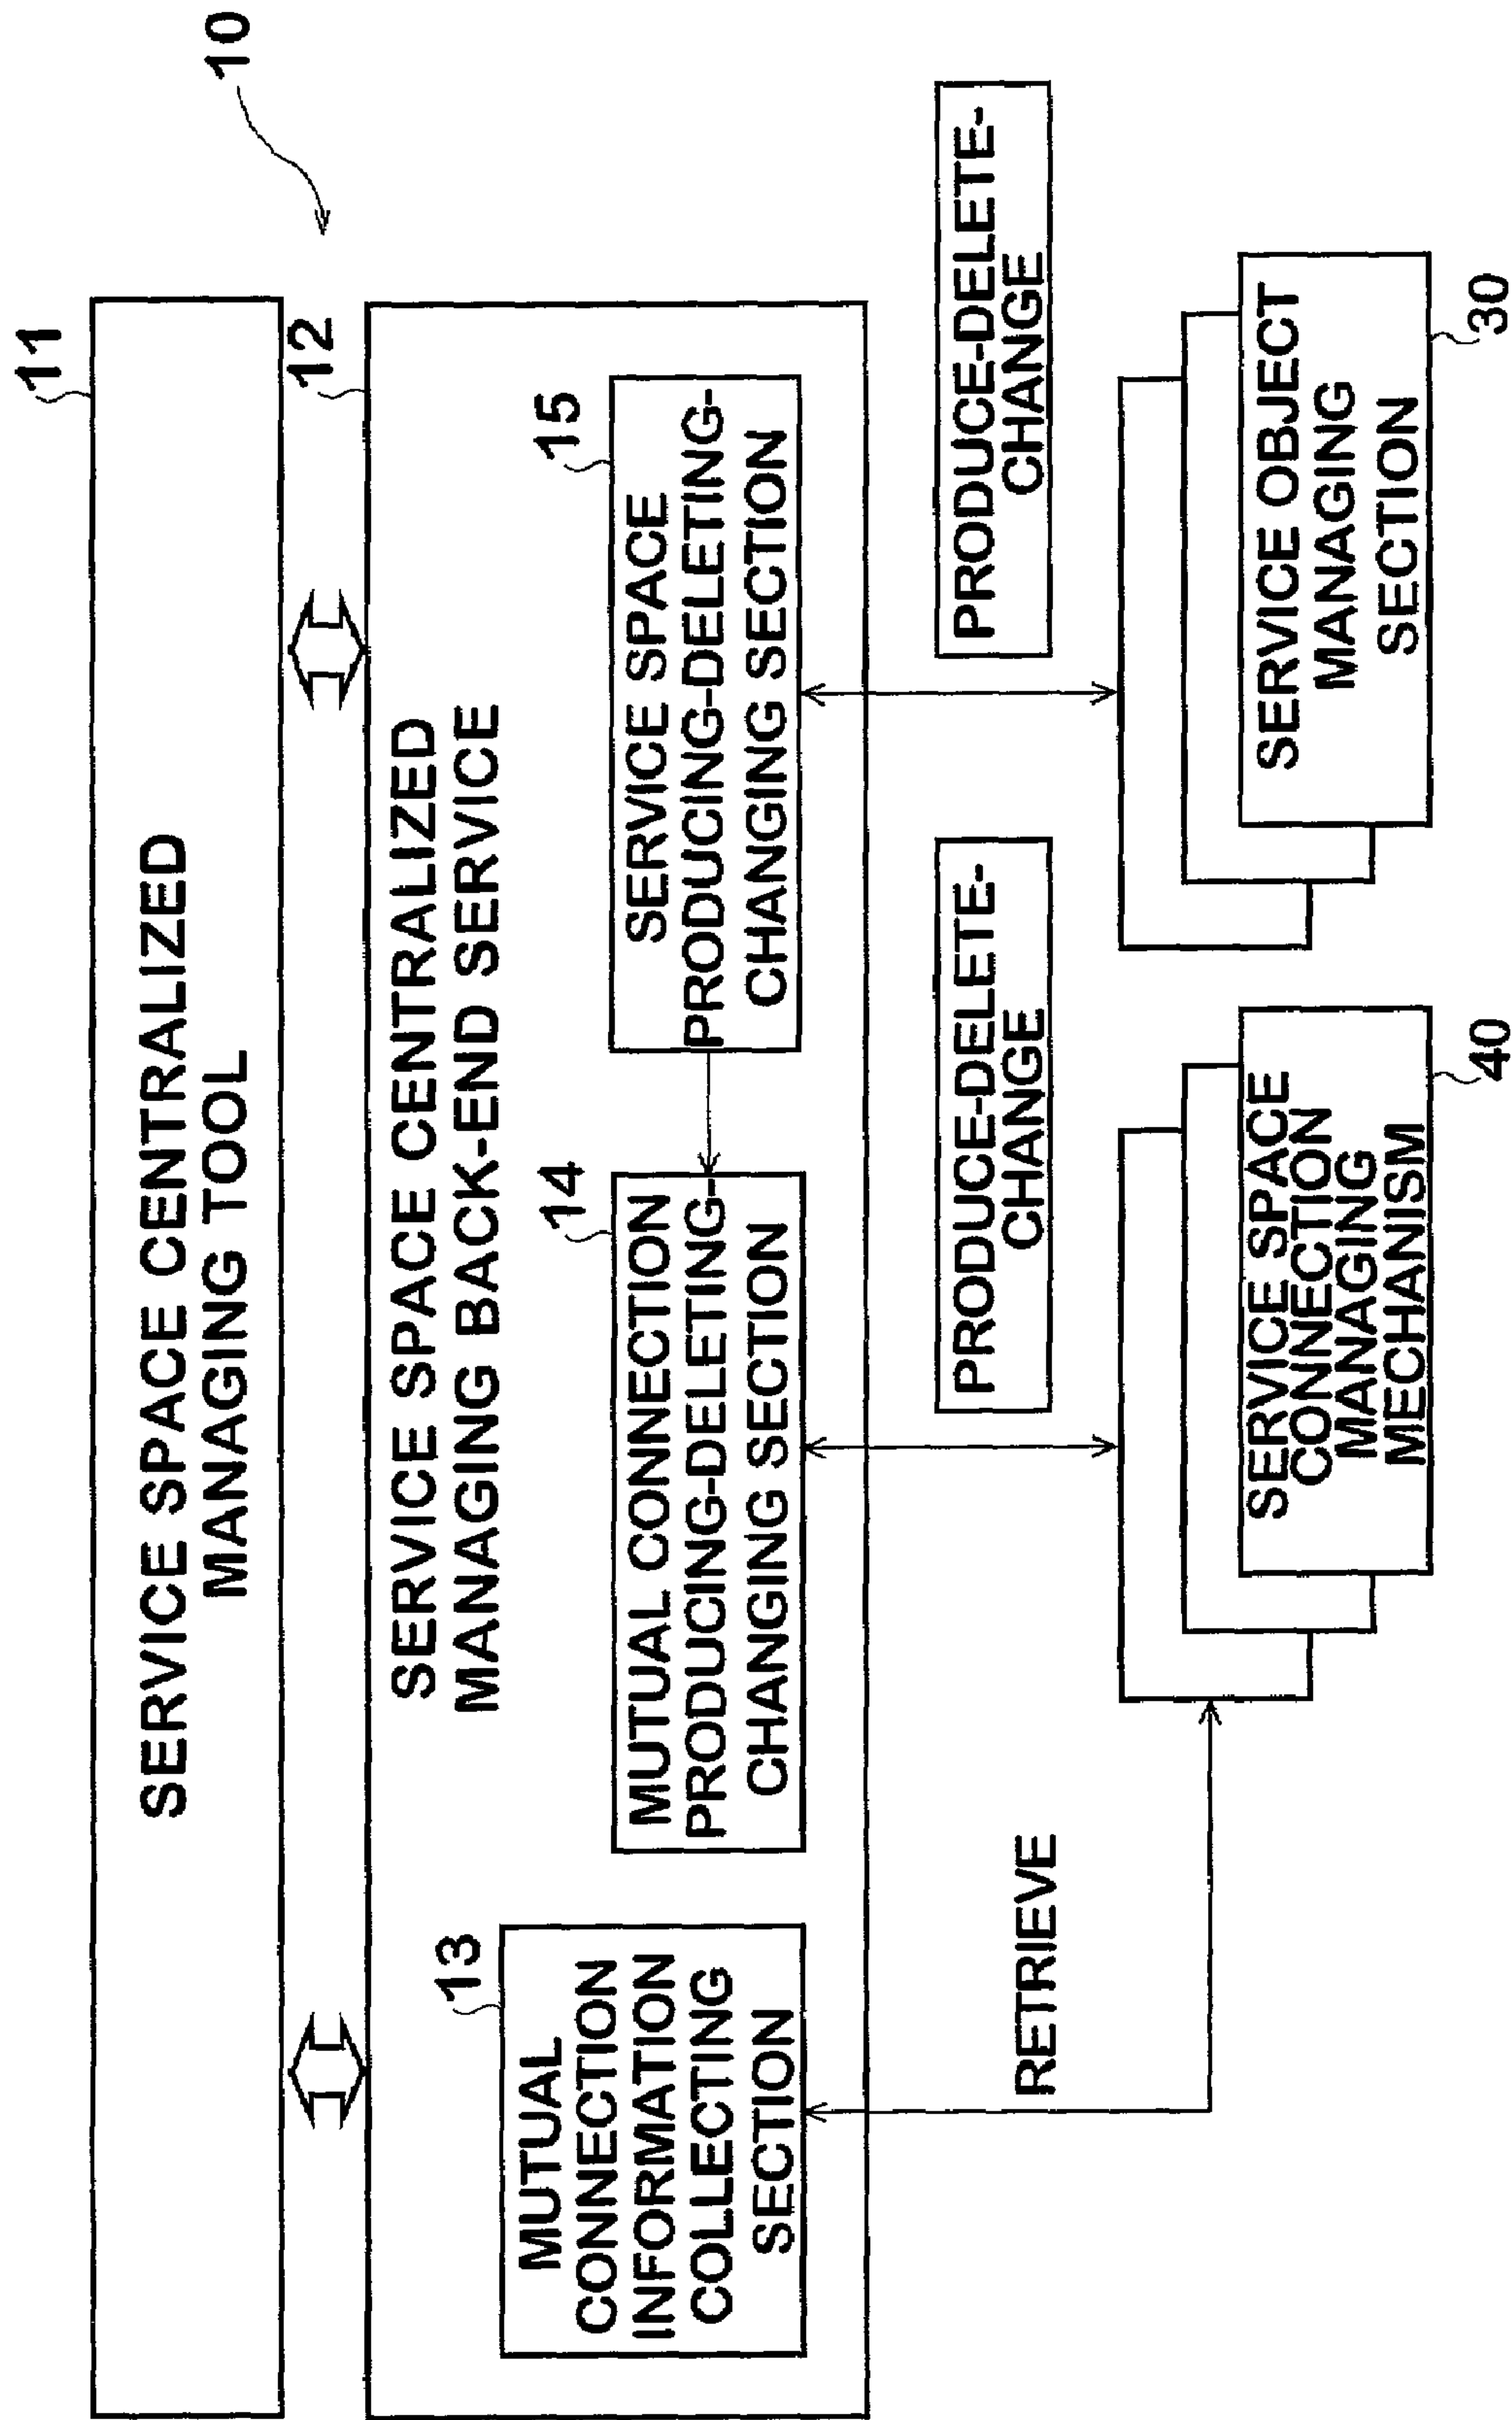 10
11
SERVICE SPACE CENTRALIZED
MANAGING TOOL
12
SERVICE SPACE CENTRALIZED
MANAGING BACK-END SERVICE
13
MUTUAL
CONNECTION
INFORMATION
COLLECTING
SECTION
14
MUTUAL CONNECTION
PRODUCING-DELETING-
CHANGING SECTION
15
SERVICE SPACE
PRODUCING-DELETING-
CHANGING SECTION
RETRIEVE
PRODUCE-DELETE-
CHANGE
PRODUCE-DELETE-
CHANGE
SERVICE SPACE
CONNECTION
MANAGING
MECHANISM
40
SERVICE OBJECT
MANAGING
SECTION
30